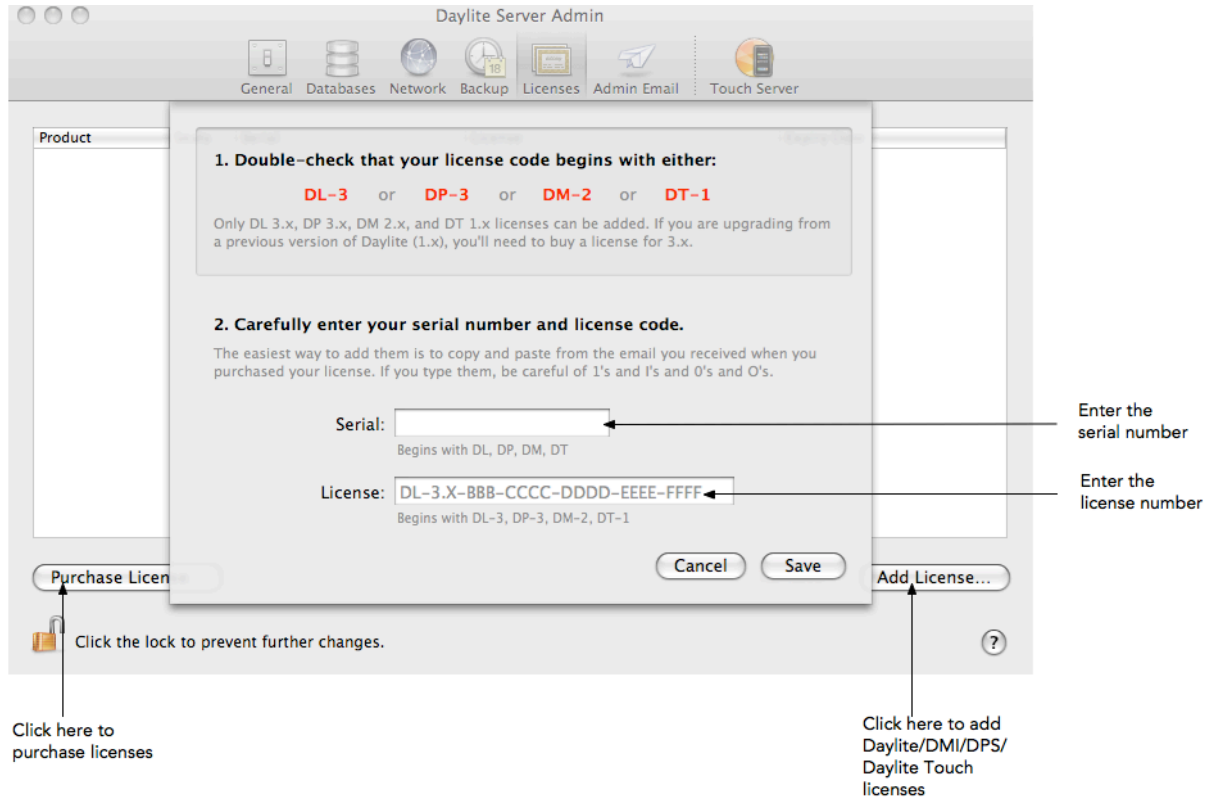 Daylite Server Admin
General Databases Network Backup Licenses Admin Email Touch Server
Product
1. Double-check that your license code begins with either:
DL-3 or DP-3 or DM-2 or DT-1
Only DL 3.x, DP 3.x, DM 2.x, and DT 1.x licenses can be added. If you are upgrading from
a previous version of Daylite (1.x), you'll need to buy a license for 3.x.
2. Carefully enter your serial number and license code.
The easiest way to add them is to copy and paste from the email you received when you
purchased your license. If you type them, be careful of 1's and I's and 0's and O's.
Serial:
Begins with DL, DP, DM, DT
License: DL-3.X-BBB-CCCC-DDDD-EEEE-FFFF
Begins with DL-3, DP-3, DM-2, DT-1
Cancel Save
Enter the
serial number
Enter the
license number
Purchase Licen
Add License...
Click the lock to prevent further changes.
?
Click here to
purchase licenses
Click here to add
Daylite/DMI/DPS/
Daylite Touch
licenses